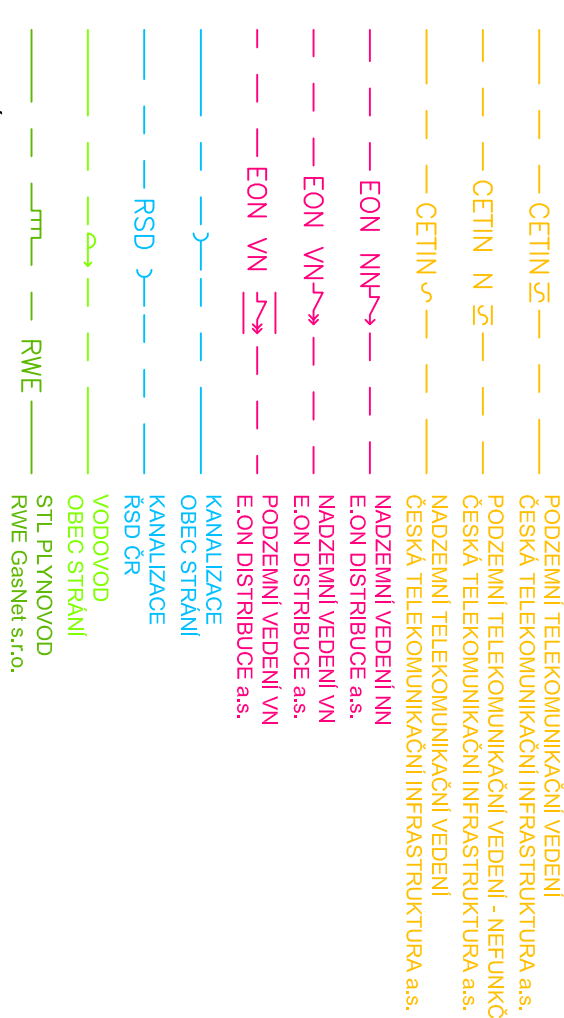 CETIN
PODZEMNÍ TELEKOMUNIKAČNÍ VEDENÍ
ČESKÁ TELEKOMUNIKAČNÍ INFRASTRUKTURA a.s.
CETIN N
PODZEMNÍ TELEKOMUNIKAČNÍ VEDENÍ - NEFUNKČ
ČESKÁ TELEKOMUNIKAČNÍ INFRASTRUKTURA a.s.
CETIN
NADZEMNÍ TELEKOMUNIKAČNÍ VEDENÍ
ČESKÁ TELEKOMUNIKAČNÍ INFRASTRUKTURA a.s.
EON NN
NADZEMNÍ VEDENÍ NN
E.ON DISTRIBUCE a.s.
EON VN
NADZEMNÍ VEDENÍ VN
E.ON DISTRIBUCE a.s.
EON VN
PODZEMNÍ VEDENÍ VN
E.ON DISTRIBUCE a.s.
KANALIZACE
OBEC STRÁNÍ
RSD
KANALIZACE
ŘSD ČR
VODOVOD
OBEC STRÁNÍ
RWE
STL PLYNOVOD
RWE GasNet s.r.o.